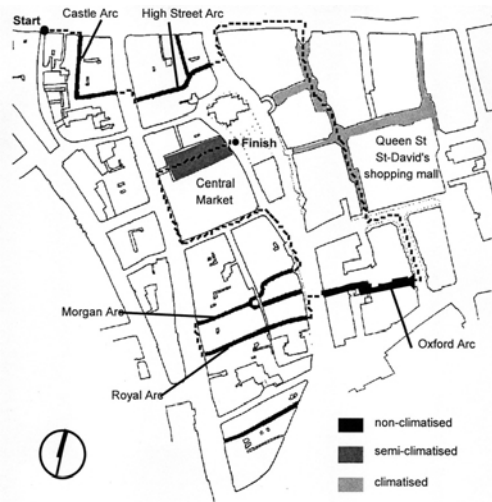 Castle Arc
High Street Arc
Start
Queen St
St-David's
shopping mall
Finish
Central
Market
Morgan Arc
Oxford Arc
Royal Arc
non-climatised
semi-climatised
climatised